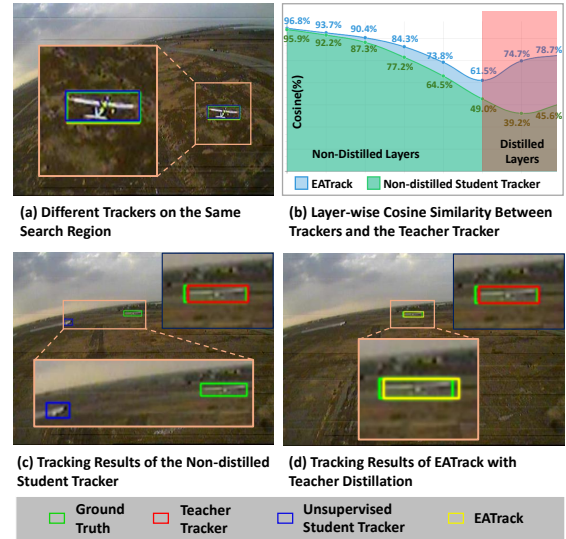 (a) Different Trackers on the Same
Search Region
96.8%
93.7%
90.4%
84.3%
73.8%
61.5%
74.7%
78.7%
95.9%
92.2%
87.3%
77.2%
64.5%
49.0%
39.2%
45.6%
Cosine(%)
Non-Distilled Layers
Distilled
Layers
EATrack
Non-distilled Student Tracker
(b) Layer-wise Cosine Similarity Between
Trackers and the Teacher Tracker
(c) Tracking Results of the Non-distilled
Student Tracker
(d) Tracking Results of EATrack with
Teacher Distillation
Ground
Truth
Teacher
Tracker
Unsupervised
Student Tracker
EATrack